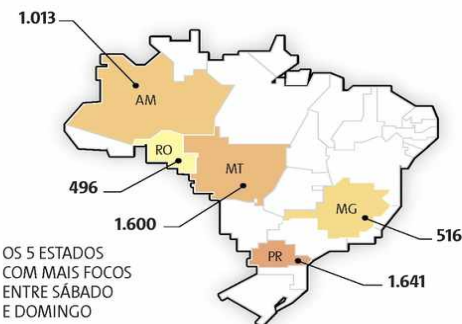 1.013
AM
RO
MT
496
MG
1.600
516
PR
1.641
OS 5 ESTADOS
COM MAIS FOCOS
ENTRE SÁBADO
E DOMINGO